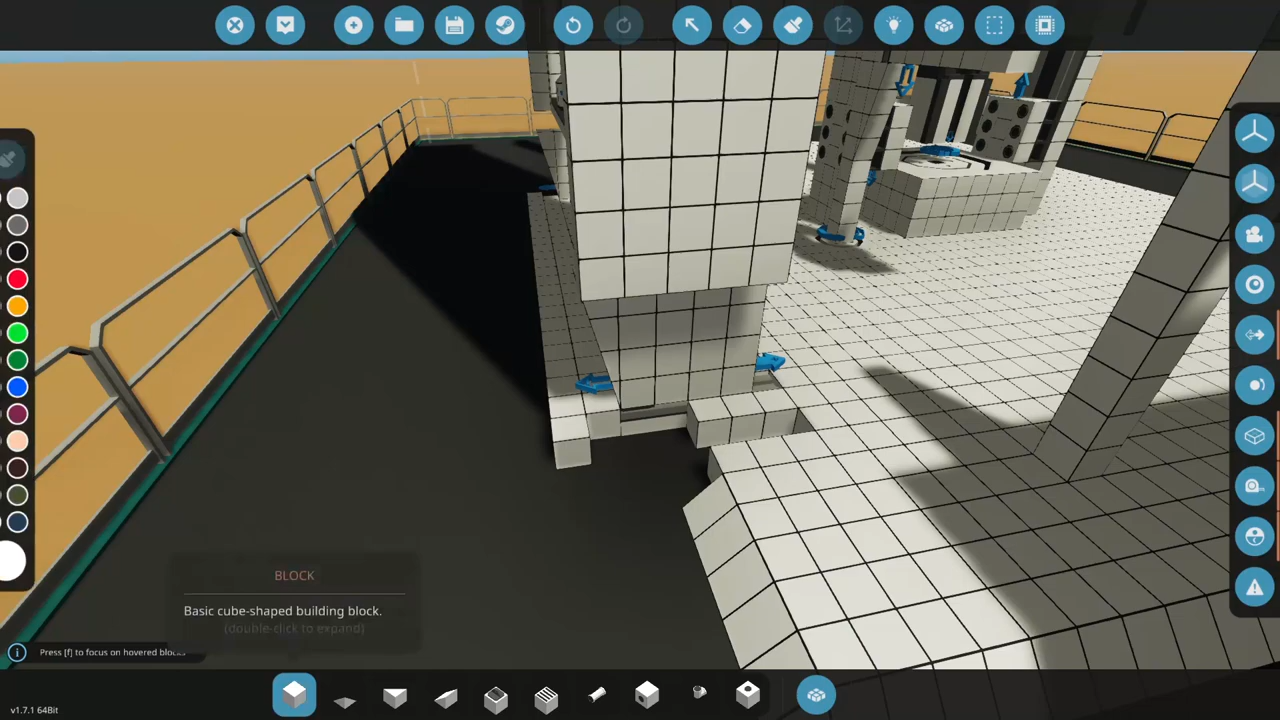 BLOCK
Basic cube-shaped building block.
(double-click to expand)
Press [f] to focus on hovered blocks
v1.7.1 64Bit